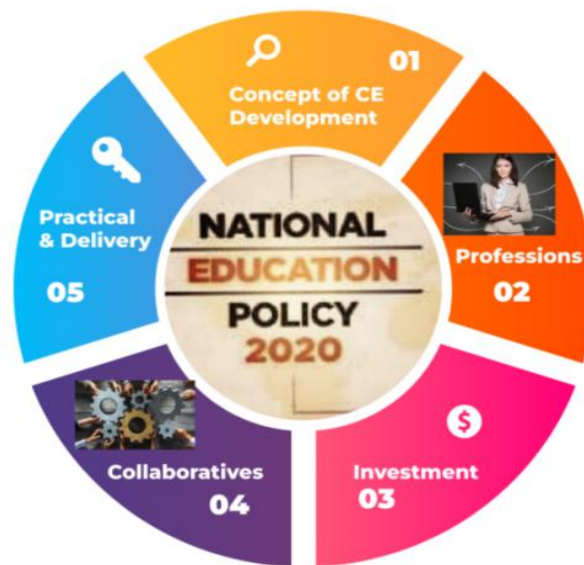 01
Concept of CE
Development
Professions
02
$
Investment
03
Collaboratives
04
Practical
& Delivery
05
NATIONAL
EDUCATION
POLICY
2020